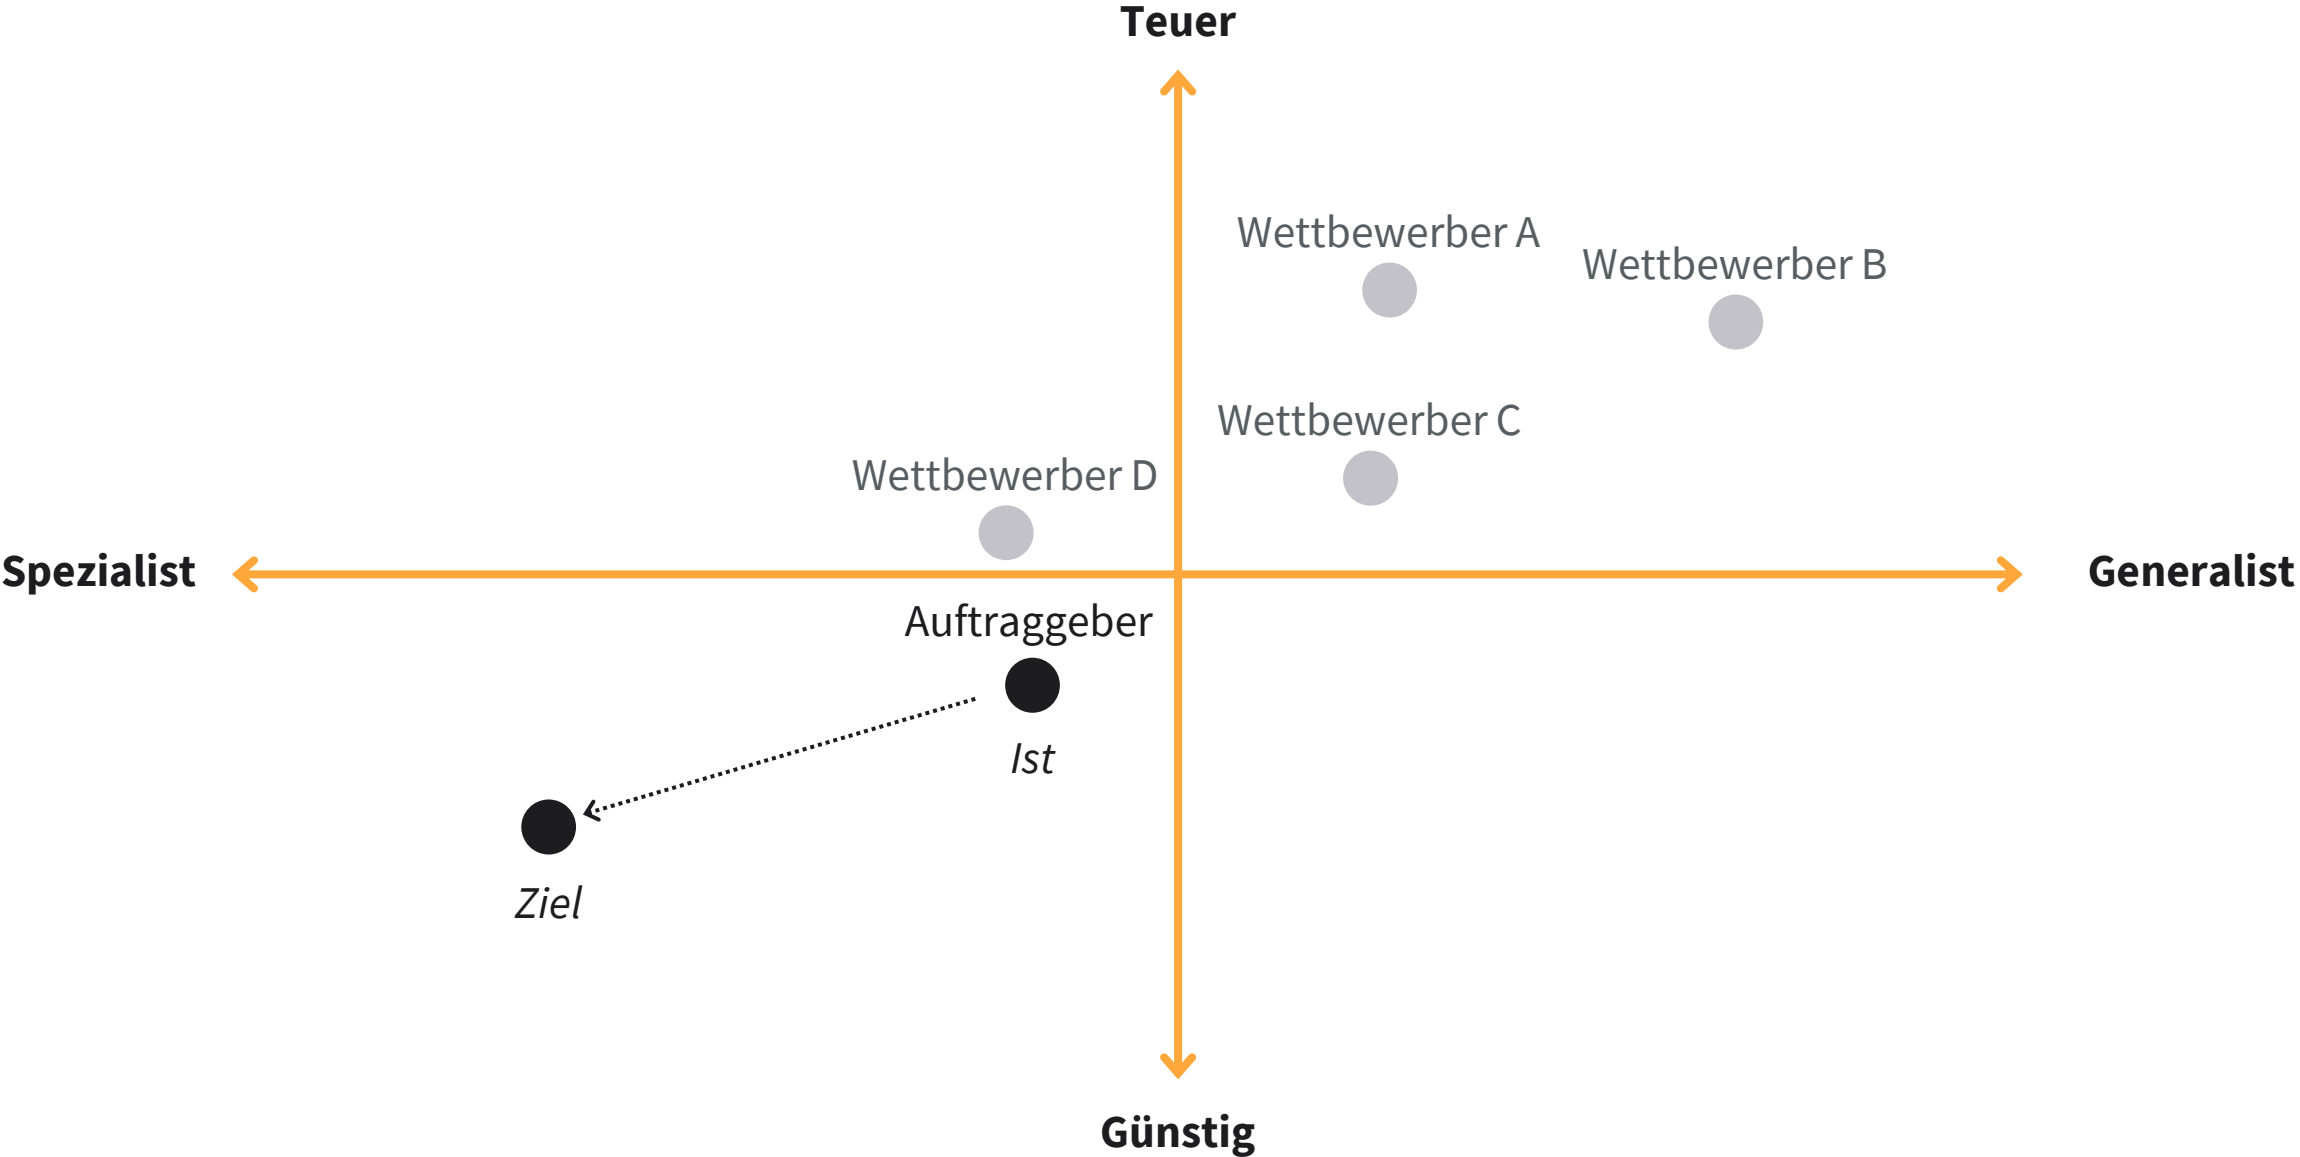 Teuer
Wettbewerber A
Wettbewerber B
Wettbewerber C
Wettbewerber D
Spezialist
Generalist
Auftraggeber
Ist
Ziel
Günstig